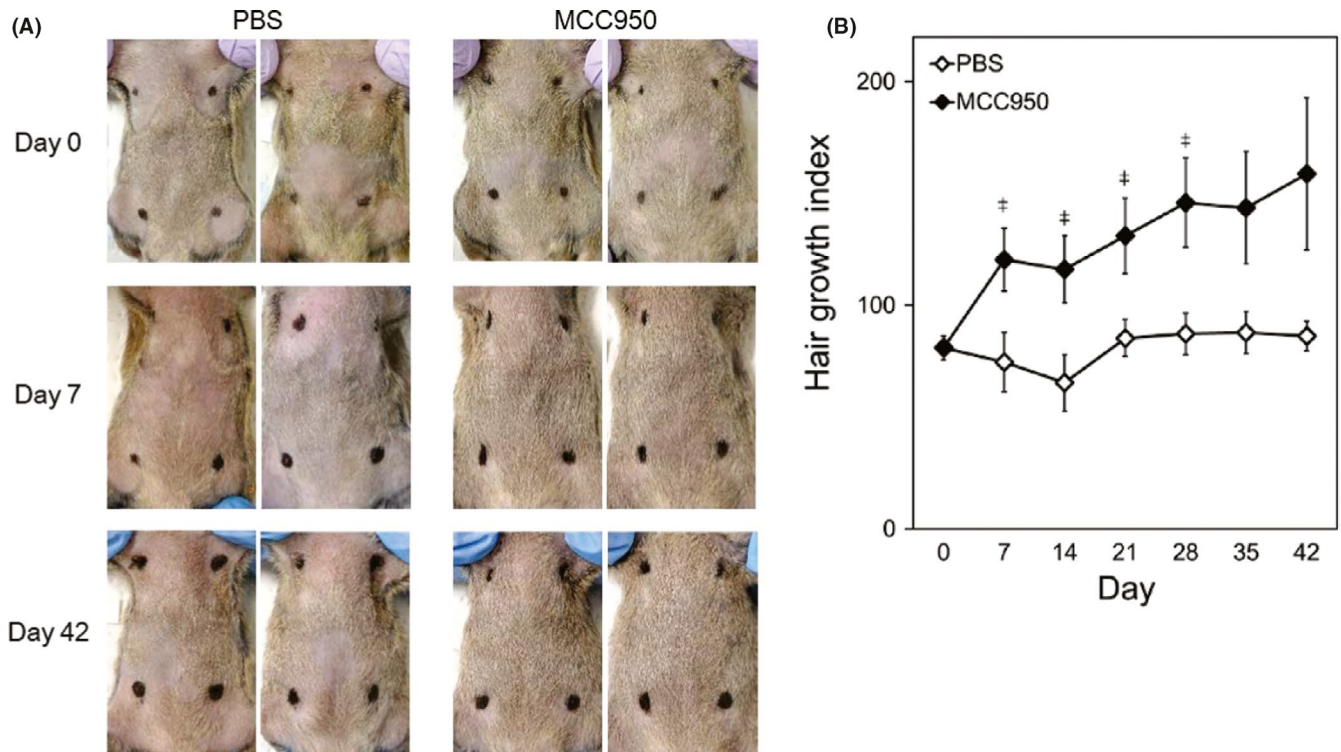 (A)
PBS
MCC950
Day 0
Day 7
Day 42
(B)
Hair growth index
200
100
0
PBS
MCC950
‡
‡
‡
‡
0 7 14 21 28 35 42
Day